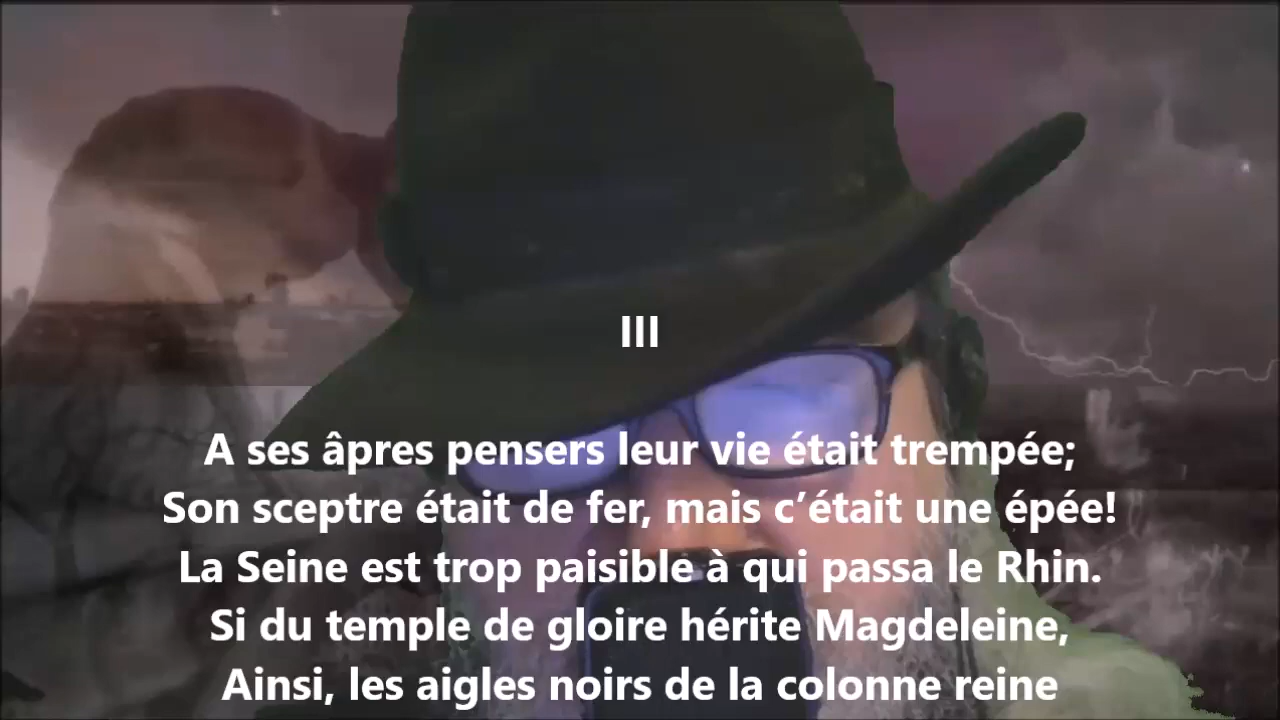 III
A ses âpres pensers leur vie était trempée;
Son sceptre était de fer, mais c’était une épée!
La Seine est trop paisible à qui passa le Rhin.
Si du temple de gloire hérite Magdeleine,
Ainsi, les aigles noirs de la colonne reine